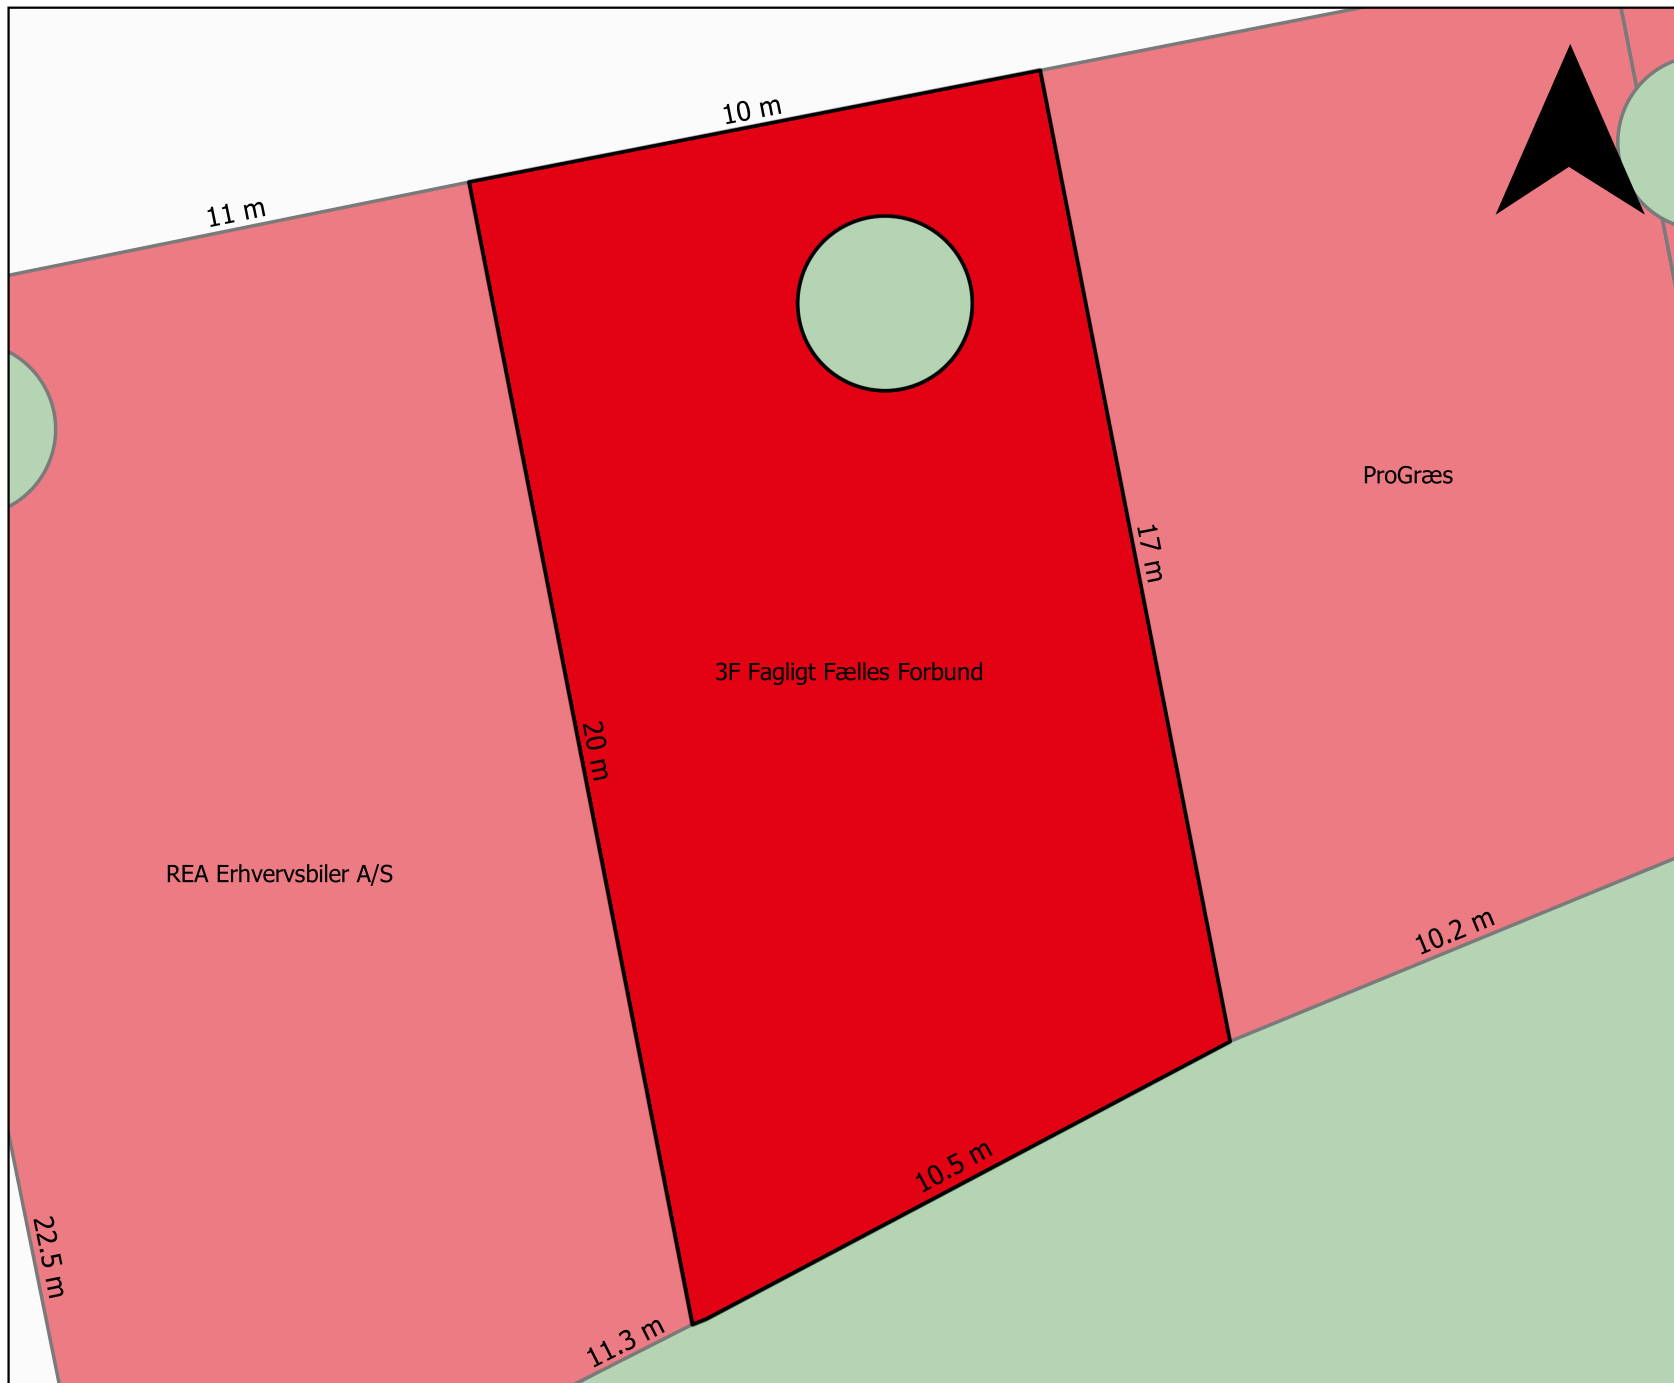 10 m
11 m
ProGræs
17 m
3F Fagligt Fælles Forbund
20 m
REA Erhvervsbiler A/S
10.2 m
10.5 m
22.5 m
11.3 m